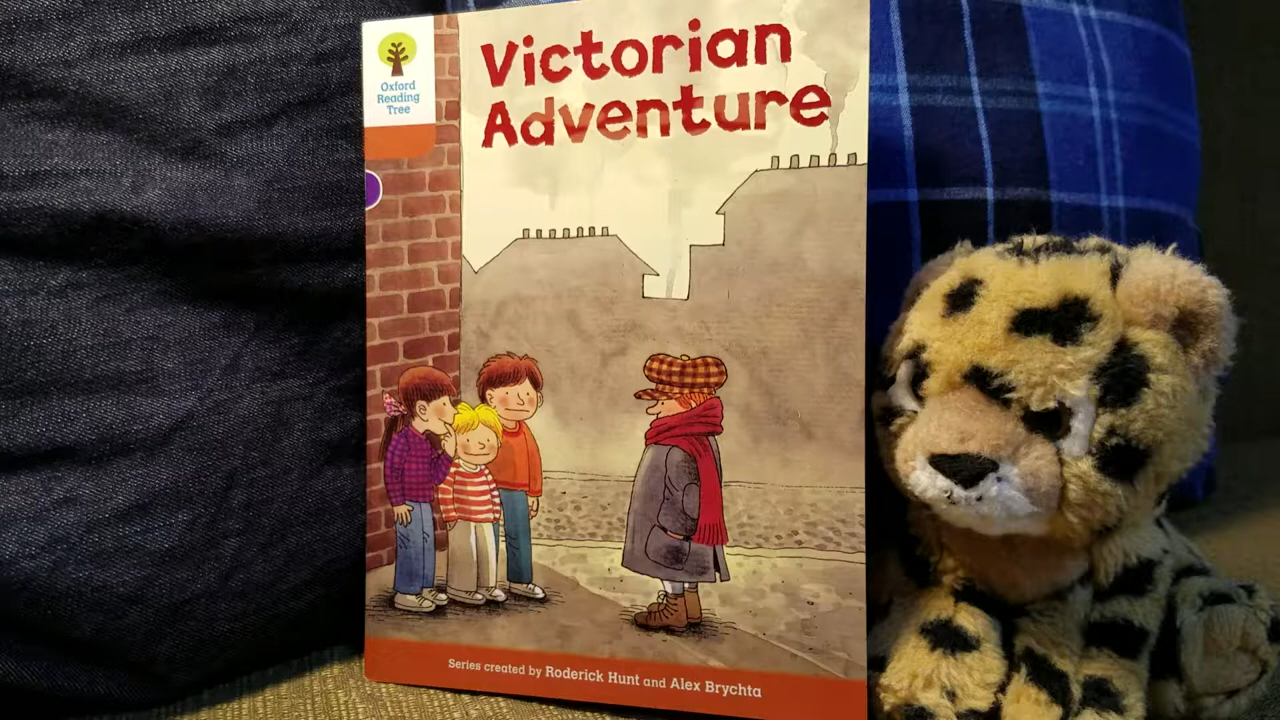 Oxford
Reading
Tree
Victorian
Adventure
Series created by Roderick Hunt and Alex Brychta